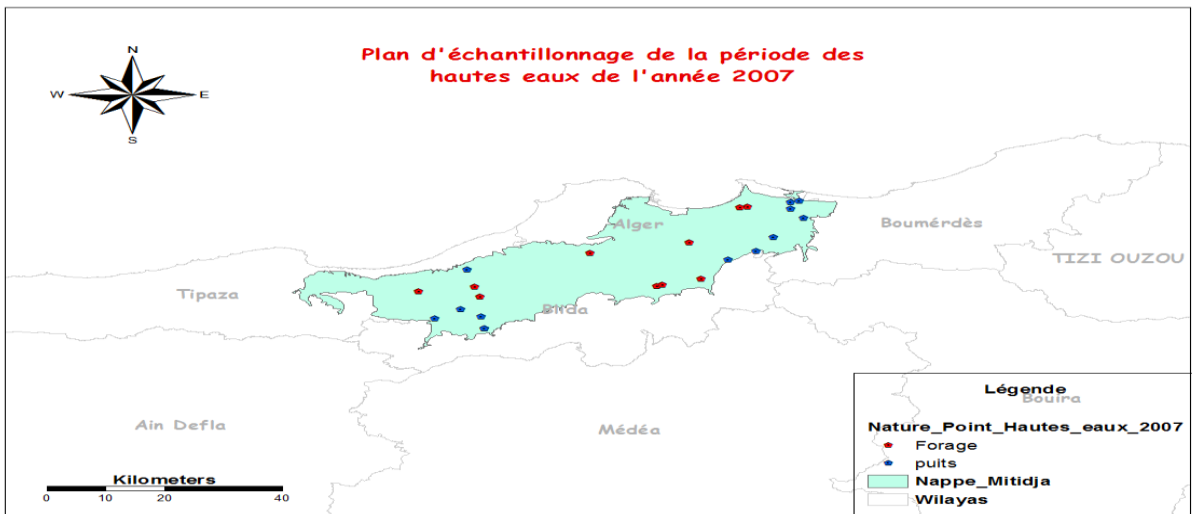 Plan d'échantillonnage de la période des
hautes eaux de l'année 2007
N
W
E
S
Alger
Boumérdès
TIZI OUZOU
Tipaza
Blida
Ain Defla
Médéa
Bouira
Légende
Nature_Point_Hautes_eaux_2007
Forage
puits
Nappe_Mitidja
Wilayas
Kilometers
0 10 20 40